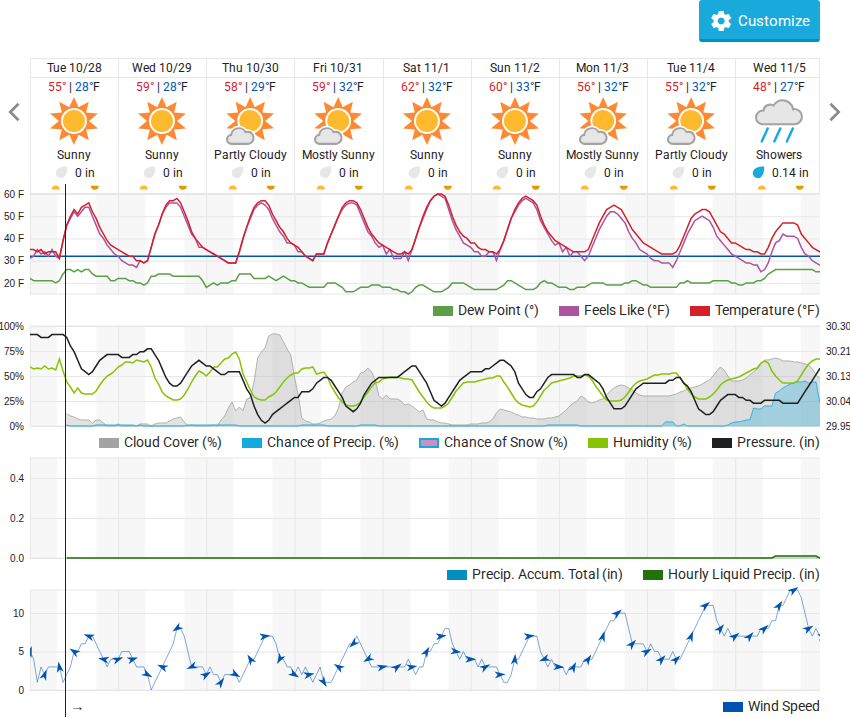 Customize
Tue 10/28 Wed 10/29 Thu 10/30 Fri 10/31 Sat 11/1 Sun 11/2 Mon 11/3 Tue 11/4 Wed 11/5
55° | 28°F 59° | 28°F 58° | 29°F 59° | 32°F 62° | 32°F 60° | 33°F 56° | 32°F 55° | 32°F 48° | 27°F
Sunny Sunny Partly Cloudy Mostly Sunny Sunny Sunny Mostly Sunny Partly Cloudy Showers
0 in 0 in 0 in 0 in 0 in 0 in 0 in 0 in 0.14 in
60 F
50 F
40 F
30 F
20 F
Dew Point (°) Feels Like (°F) Temperature (°F)
100% 30.30
75% 30.21
50% 30.13
25% 30.04
0% 29.95
Cloud Cover (%) Chance of Precip. (%) Chance of Snow (%) Humidity (%) Pressure. (in)
0.4
0.2
0.0
Precip. Accum. Total (in) Hourly Liquid Precip. (in)
10
5
0
→ Wind Speed